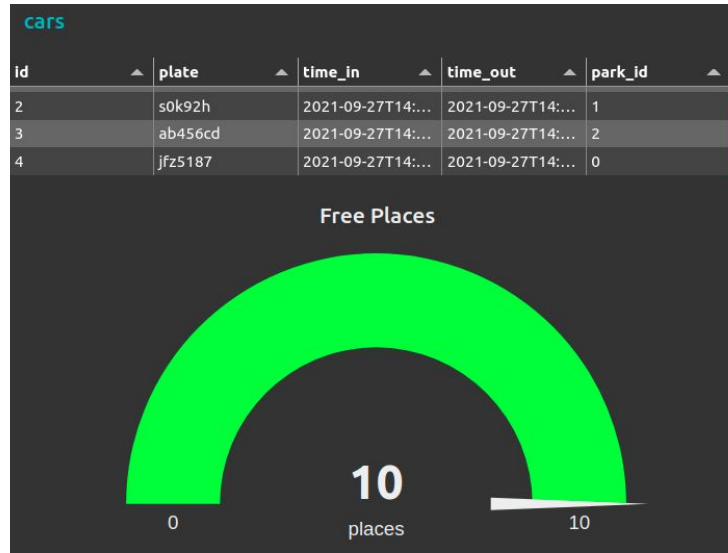 cars
id plate time_in time_out park_id
2 s0k92h 2021-09-27T14:... 2021-09-27T14:... 1
3 ab456cd 2021-09-27T14:... 2021-09-27T14:... 2
4 jfz5187 2021-09-27T14:... 2021-09-27T14:... 0
Free Places
10
0 places 10